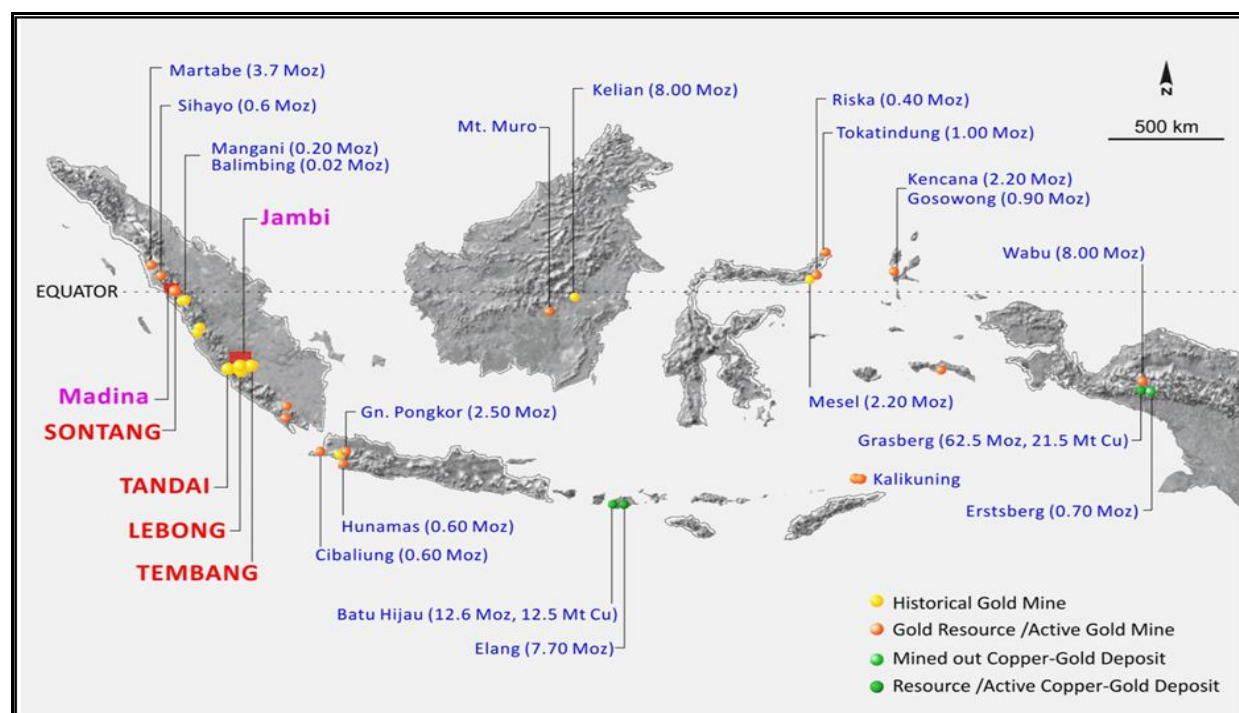 Martabe (3.7 Moz)
Sihayo (0.6 Moz)
Mangani (0.20 Moz)
Balimbing (0.02 Moz)
Jambi
Kelian (8.00 Moz)
Mt. Muro
Riska (0.40 Moz)
Tokatindung (1.00 Moz)
Kencana (2.20 Moz)
Gosowong (0.90 Moz)
Wabu (8.00 Moz)
N
500 km
EQUATOR
Madina
SONTANG
TANDAI
LEBONG
TEMBANG
Gn. Pongkor (2.50 Moz)
Hunamas (0.60 Moz)
Cibaliung (0.60 Moz)
Batu Hijau (12.6 Moz, 12.5 Mt Cu)
Elang (7.70 Moz)
Mesel (2.20 Moz)
Grasberg (62.5 Moz, 21.5 Mt Cu)
Kalikuning
Erstsberg (0.70 Moz)
Historical Gold Mine
Gold Resource /Active Gold Mine
Mined out Copper-Gold Deposit
Resource /Active Copper-Gold Deposit